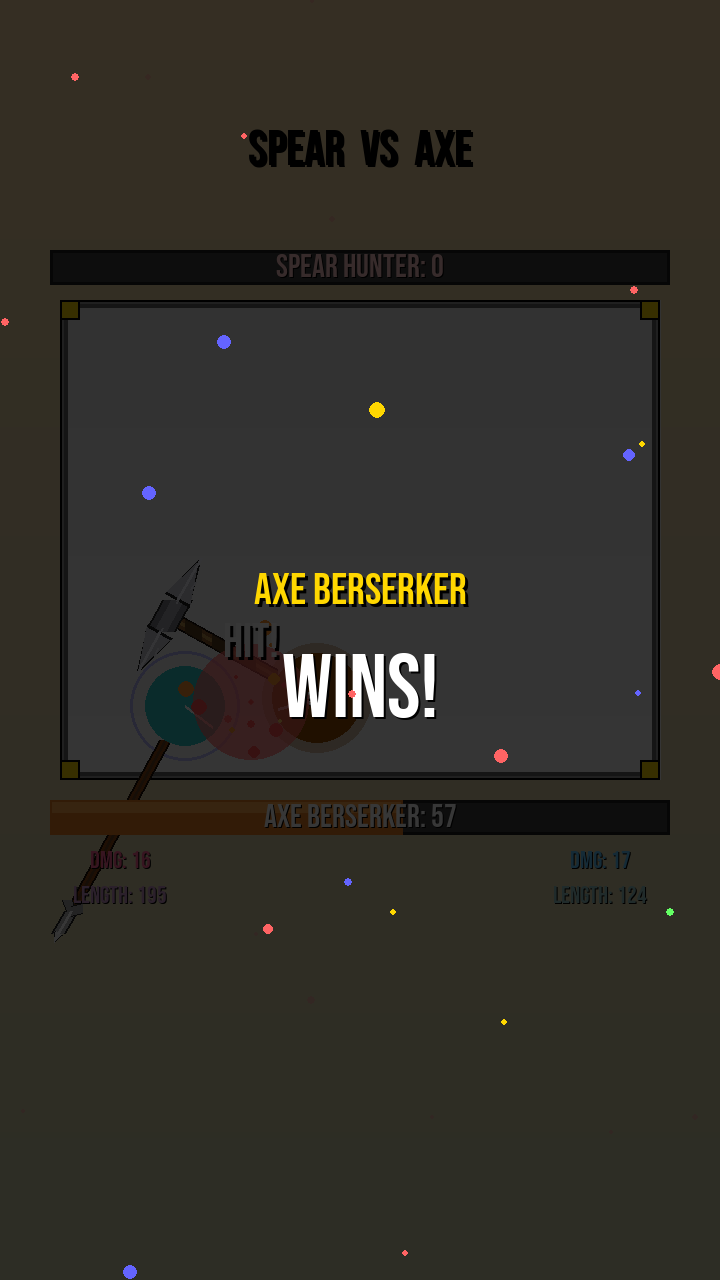 SPEAR VS AXE
SPEAR HUNTER: 0
AXE BERSERKER
HIT!
WINS!
AXE BERSERKER: 57
DMG: 16
DMG: 17
LENGTH: 195
LENGTH: 124